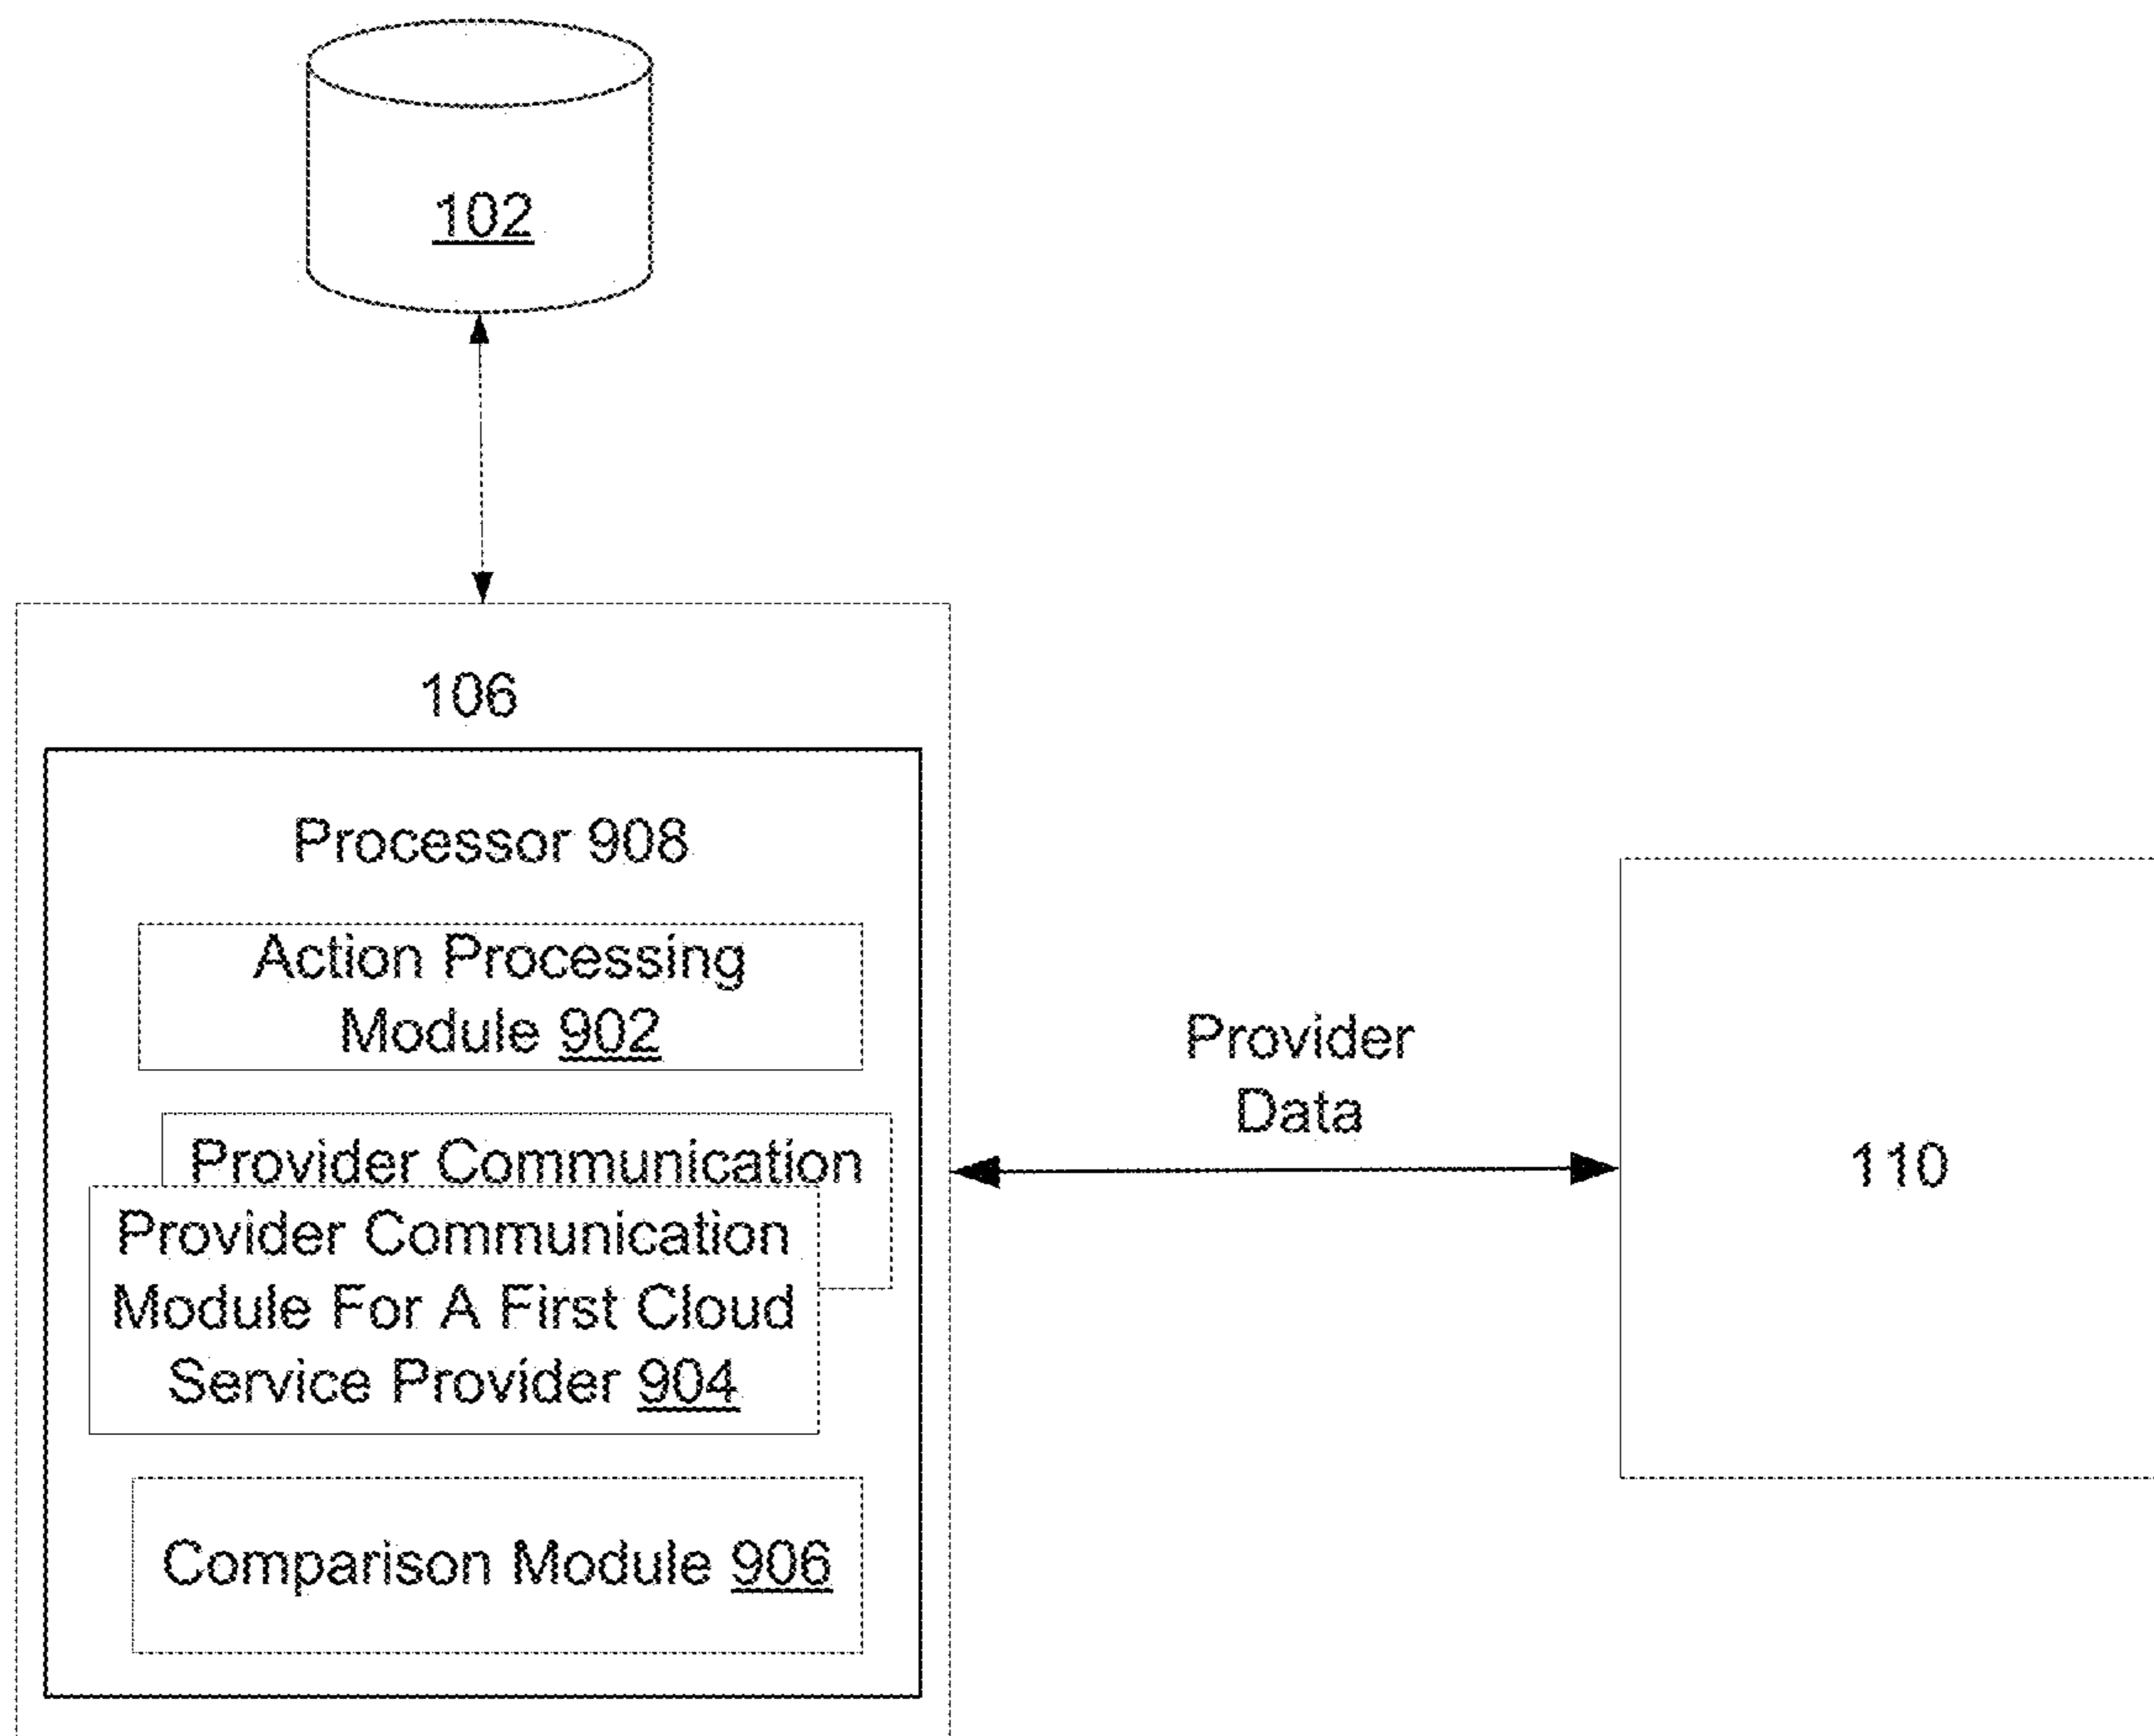 102
106
Processor 908
Action Processing
Module 902
Provider Communication
Provider Communication
Module For A First Cloud
Service Provider 904
Comparison Module 906
Provider
Data
110